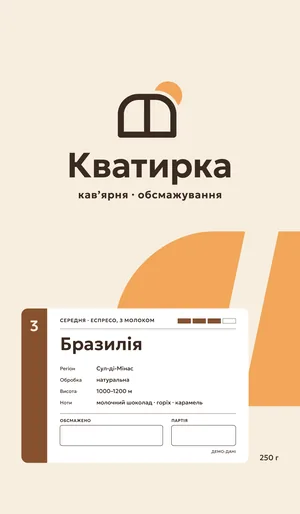 Кватирка
кав’ярня · обсмажування
3
СЕРЕДНЯ · ЕСПРЕСО, З МОЛОКОМ
Бразилія
Регіон Сул-ді-Мінас
Обробка натуральна
Висота 1000–1200 м
Ноти молочний шоколад · горіх · карамель
ОБСМАЖЕНО ПАРТІЯ
ДЕМО-ДАНІ
250 г